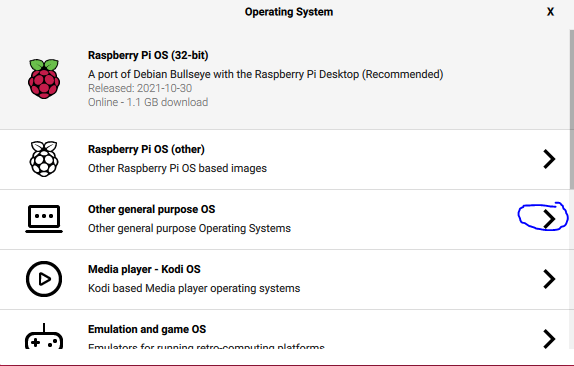 Operating System X
Raspberry Pi OS (32-bit)
A port of Debian Bullseye with the Raspberry Pi Desktop (Recommended)
Released: 2021-10-30
Online - 1.1 GB download
Raspberry Pi OS (other)
Other Raspberry Pi OS based images
Other general purpose OS
Other general purpose Operating Systems
Media player - Kodi OS
Kodi based Media player operating systems
Emulation and game OS
Emulators for running retro-computing platforms